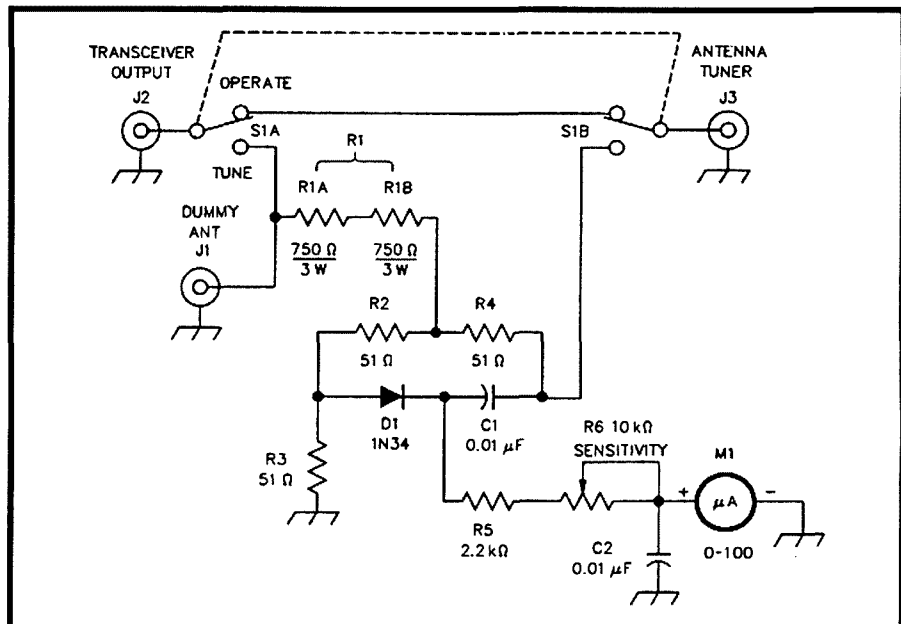 TRANSCEIVER
OUTPUT
J2
OPERATE
S1A
TUNE
ANTENNA
TUNER
J3
S1B
R1
R1A
R1B
750 Ω
3 W
750 Ω
3 W
DUMMY
ANT
J1
R2
51 Ω
R4
51 Ω
D1
1N34
C1
0.01 μF
R3
51 Ω
R6 10 kΩ
SENSITIVITY
M1
+
μA
-
0-100
R5
2.2 kΩ
C2
0.01 μF